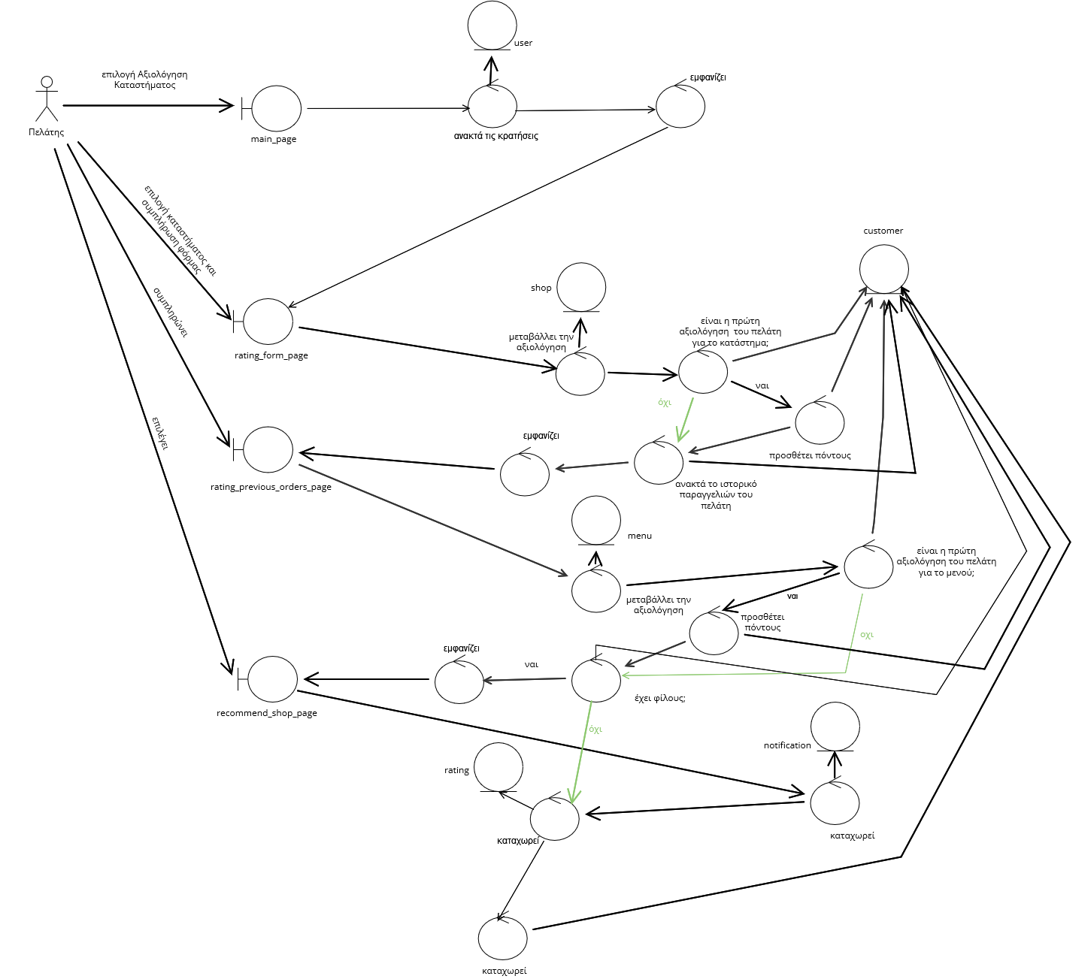 user
επιλογή Αξιολόγηση
Καταστήματος
εμφανίζει
Πελάτης
main_page
ανακτά τις κρατήσεις
επιλογή καταστήματος και
συμπλήρωση φόρμας
customer
shop
συμπληρώνει
είναι η πρώτη
αξιολόγηση του πελάτη
για το κατάστημα;
μεταβάλλει την
αξιολόγηση
rating_form_page
ναι
όχι
επιλέγει
εμφανίζει
προσθέτει πόντους
rating_previous_orders_page
ανακτά το ιστορικό
παραγγελιών του
πελάτη
menu
είναι η πρώτη
αξιολόγηση του πελάτη
για το μενού;
μεταβάλλει την
αξιολόγηση
ναι
προσθέτει
πόντους
οχι
εμφανίζει
ναι
έχει φίλους;
recommend_shop_page
όχι
notification
rating
καταχωρεί
καταχωρεί
καταχωρεί